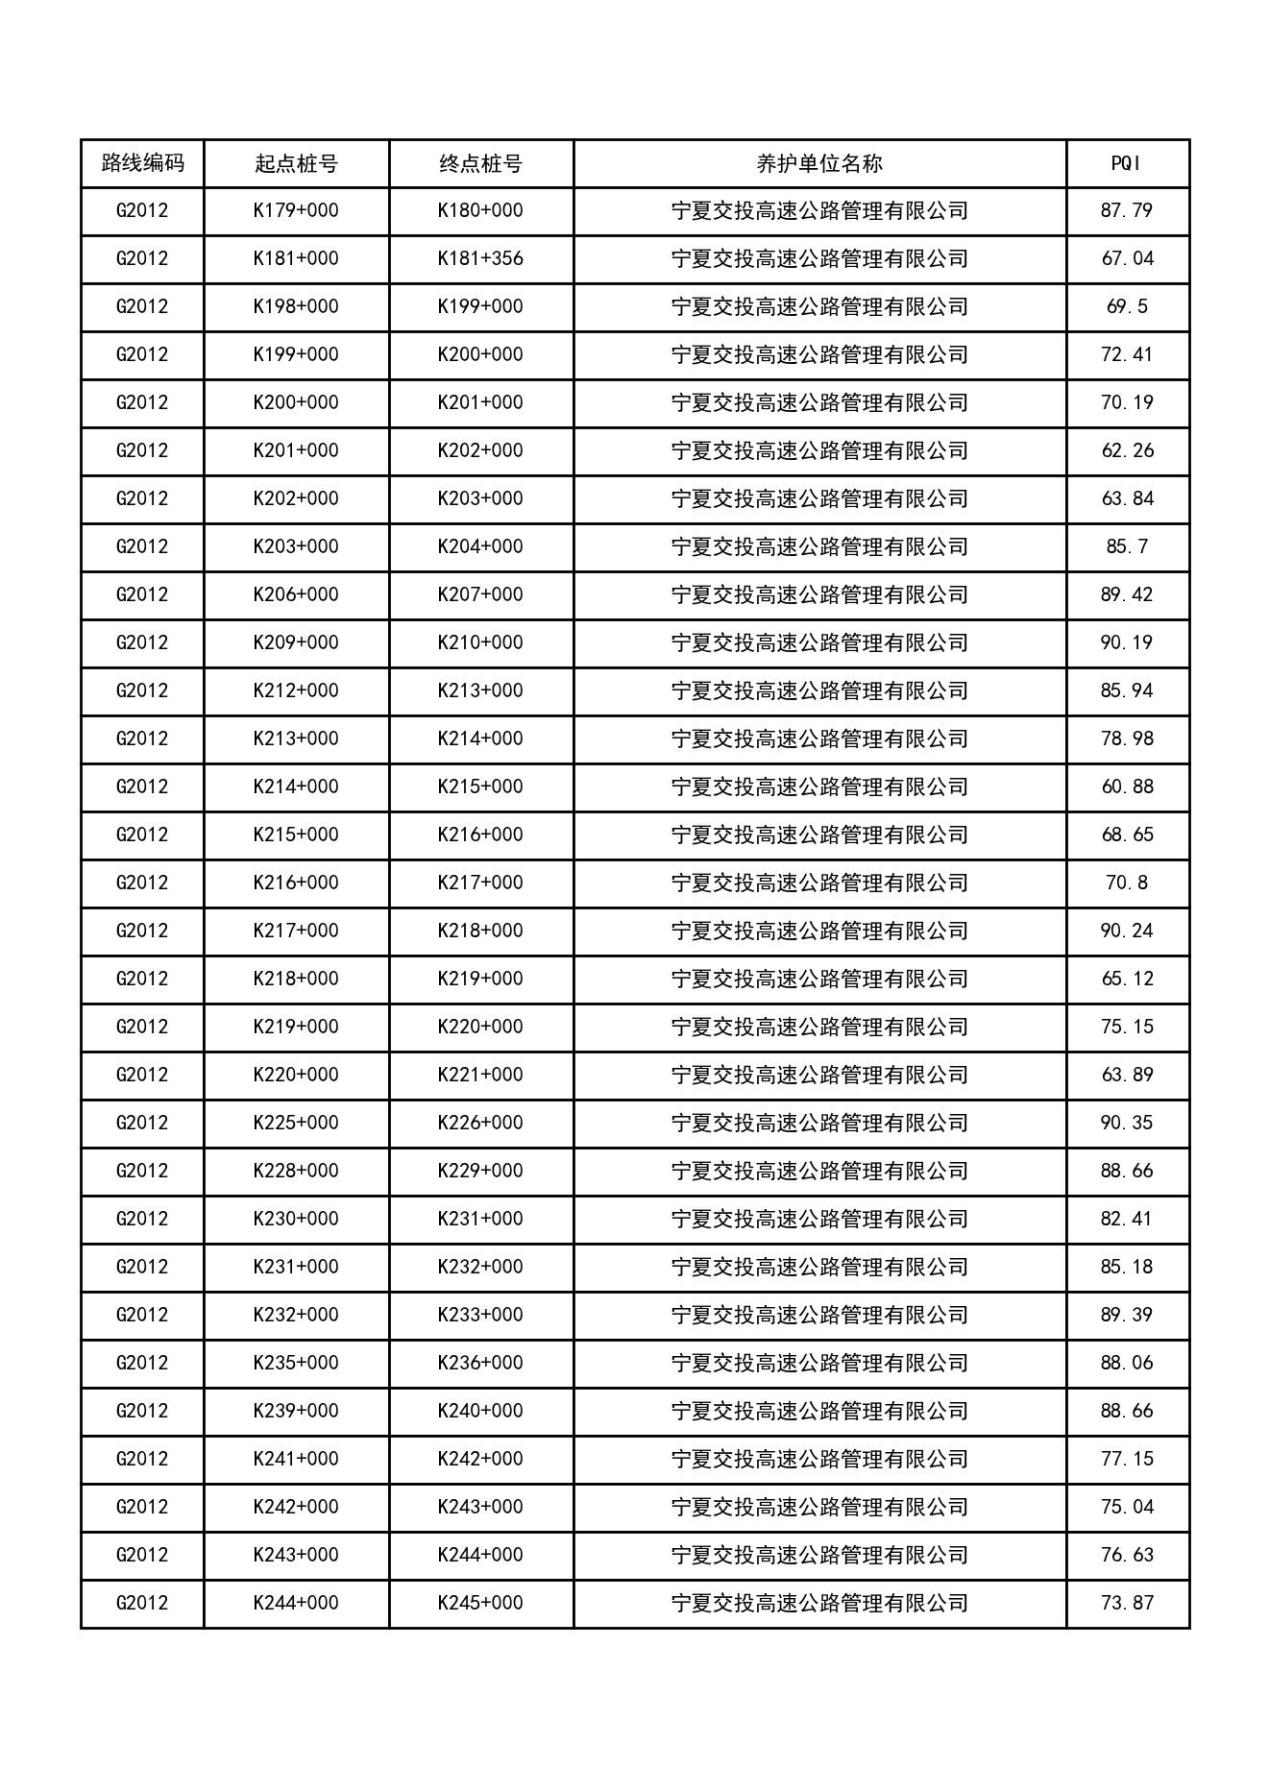 路线编码 起点桩号 终点桩号 养护单位名称 PQI
G2012 K179+000 K180+000 宁夏交投高速公路管理有限公司 87.79
G2012 K181+000 K181+356 宁夏交投高速公路管理有限公司 67.04
G2012 K198+000 K199+000 宁夏交投高速公路管理有限公司 69.5
G2012 K199+000 K200+000 宁夏交投高速公路管理有限公司 72.41
G2012 K200+000 K201+000 宁夏交投高速公路管理有限公司 70.19
G2012 K201+000 K202+000 宁夏交投高速公路管理有限公司 62.26
G2012 K202+000 K203+000 宁夏交投高速公路管理有限公司 63.84
G2012 K203+000 K204+000 宁夏交投高速公路管理有限公司 85.7
G2012 K206+000 K207+000 宁夏交投高速公路管理有限公司 89.42
G2012 K209+000 K210+000 宁夏交投高速公路管理有限公司 90.19
G2012 K212+000 K213+000 宁夏交投高速公路管理有限公司 85.94
G2012 K213+000 K214+000 宁夏交投高速公路管理有限公司 78.98
G2012 K214+000 K215+000 宁夏交投高速公路管理有限公司 60.88
G2012 K215+000 K216+000 宁夏交投高速公路管理有限公司 68.65
G2012 K216+000 K217+000 宁夏交投高速公路管理有限公司 70.8
G2012 K217+000 K218+000 宁夏交投高速公路管理有限公司 90.24
G2012 K218+000 K219+000 宁夏交投高速公路管理有限公司 65.12
G2012 K219+000 K220+000 宁夏交投高速公路管理有限公司 75.15
G2012 K220+000 K221+000 宁夏交投高速公路管理有限公司 63.89
G2012 K225+000 K226+000 宁夏交投高速公路管理有限公司 90.35
G2012 K228+000 K229+000 宁夏交投高速公路管理有限公司 88.66
G2012 K230+000 K231+000 宁夏交投高速公路管理有限公司 82.41
G2012 K231+000 K232+000 宁夏交投高速公路管理有限公司 85.18
G2012 K232+000 K233+000 宁夏交投高速公路管理有限公司 89.39
G2012 K235+000 K236+000 宁夏交投高速公路管理有限公司 88.06
G2012 K239+000 K240+000 宁夏交投高速公路管理有限公司 88.66
G2012 K241+000 K242+000 宁夏交投高速公路管理有限公司 77.15
G2012 K242+000 K243+000 宁夏交投高速公路管理有限公司 75.04
G2012 K243+000 K244+000 宁夏交投高速公路管理有限公司 76.63
G2012 K244+000 K245+000 宁夏交投高速公路管理有限公司 73.87